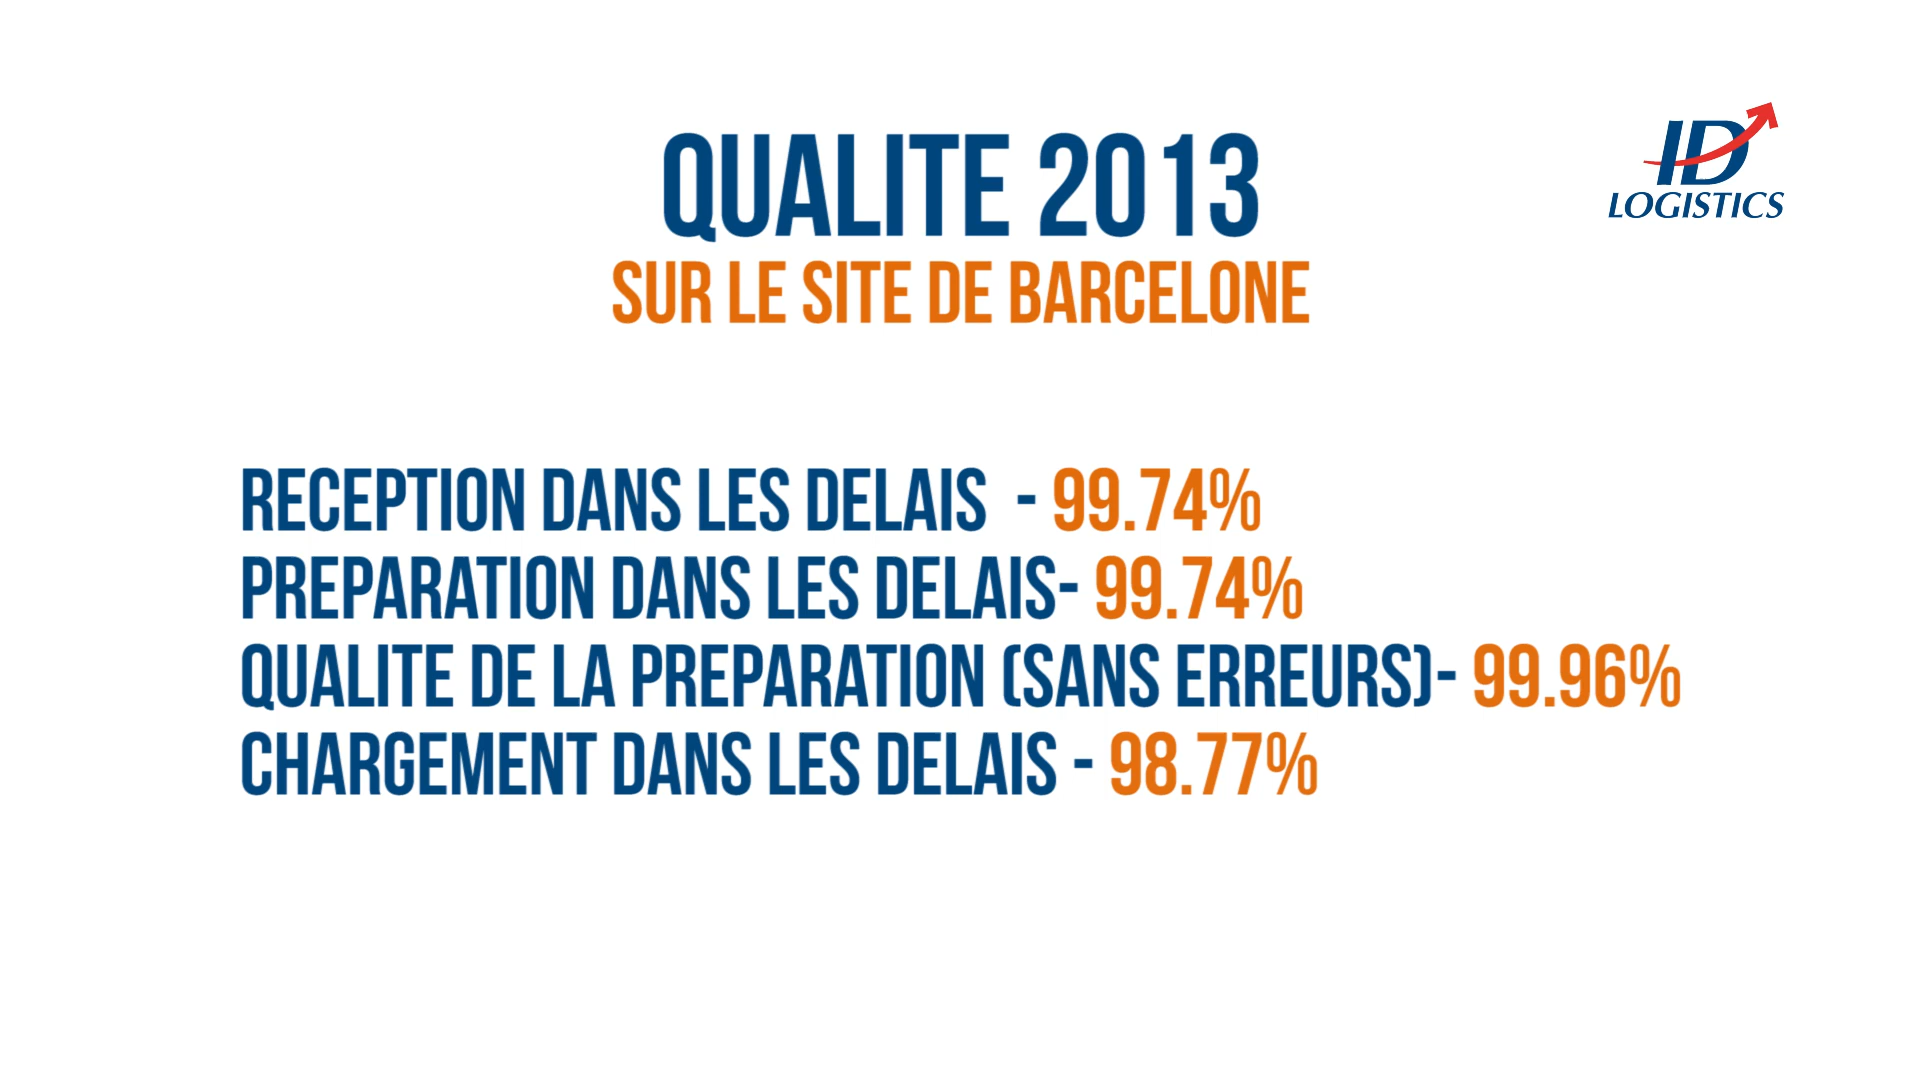 QUALITE 2013
SUR LE SITE DE BARCELONE
ID
LOGISTICS
RECEPTION DANS LES DELAIS - 99.74%
PREPARATION DANS LES DELAIS- 99.74%
QUALITE DE LA PREPARATION (SANS ERREURS)- 99.96%
CHARGEMENT DANS LES DELAIS - 98.77%